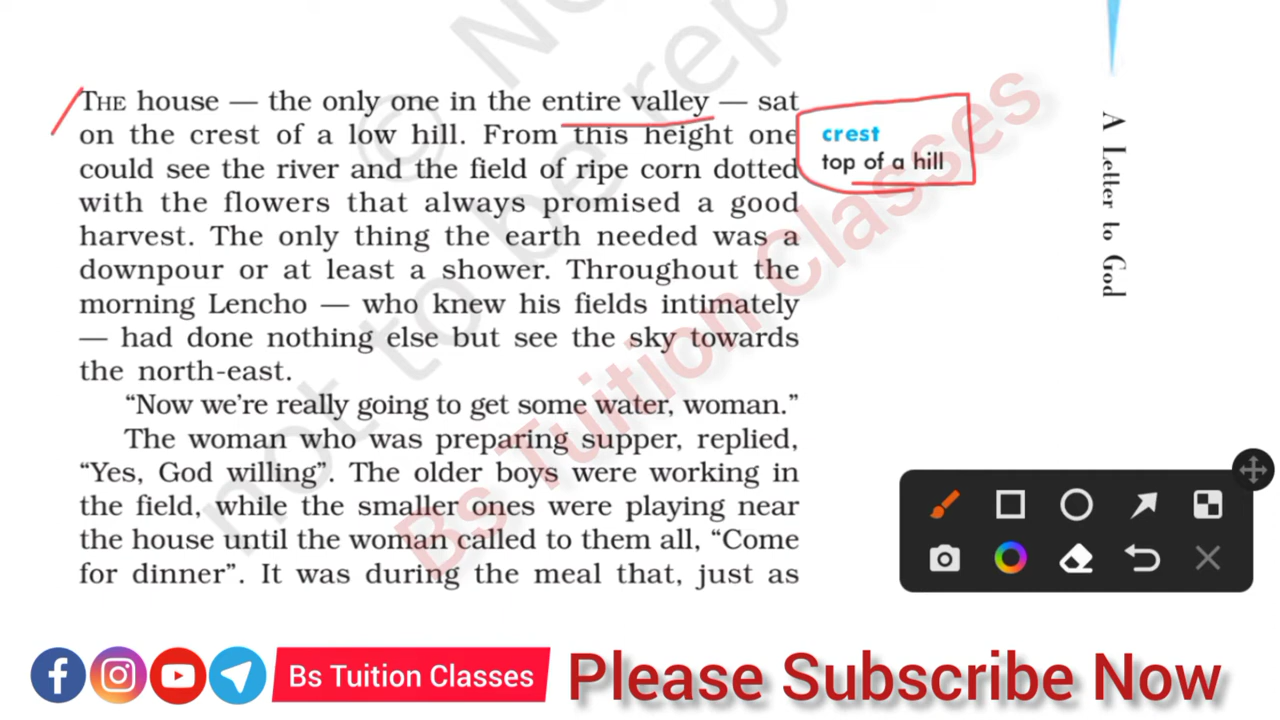 THE house — the only one in the entire valley — sat
on the crest of a low hill. From this height one
could see the river and the field of ripe corn dotted
with the flowers that always promised a good
harvest. The only thing the earth needed was a
downpour or at least a shower. Throughout the
morning Lencho — who knew his fields intimately
— had done nothing else but see the sky towards
the north-east.
“Now we’re really going to get some water, woman.”
The woman who was preparing supper, replied,
“Yes, God willing”. The older boys were working in
the field, while the smaller ones were playing near
the house until the woman called to them all, “Come
for dinner”. It was during the meal that, just as
crest
top of a hill
A Letter to God
© No
not to be rep
Bs Tuition Classes
Bs Tuition Classes
Please Subscribe Now